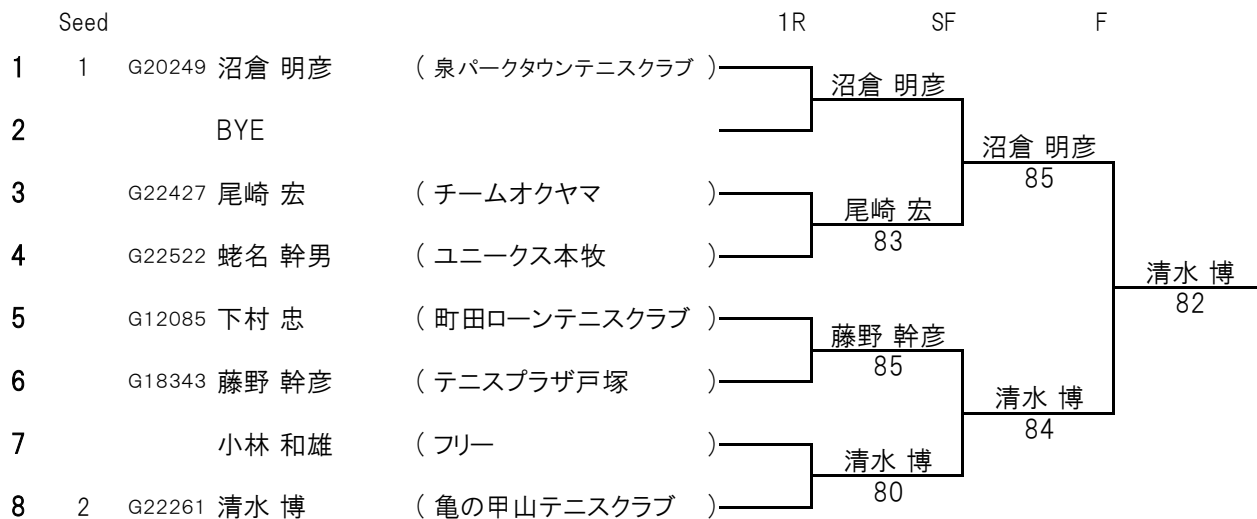 Seed 1R SF F
1 1 G20249 沼倉 明彦 ( 泉パークタウンテニスクラブ )
沼倉 明彦
2 BYE
沼倉 明彦
85
3 G22427 尾崎 宏 ( チームオクヤマ )
尾崎 宏
83
4 G22522 蛯名 幹男 ( ユニークス本牧 )
清水 博
82
5 G12085 下村 忠 ( 町田ローンテニスクラブ )
藤野 幹彦
85
6 G18343 藤野 幹彦 ( テニスプラザ戸塚 )
清水 博
84
7 小林 和雄 ( フリー )
清水 博
80
8 2 G22261 清水 博 ( 亀の甲山テニスクラブ )